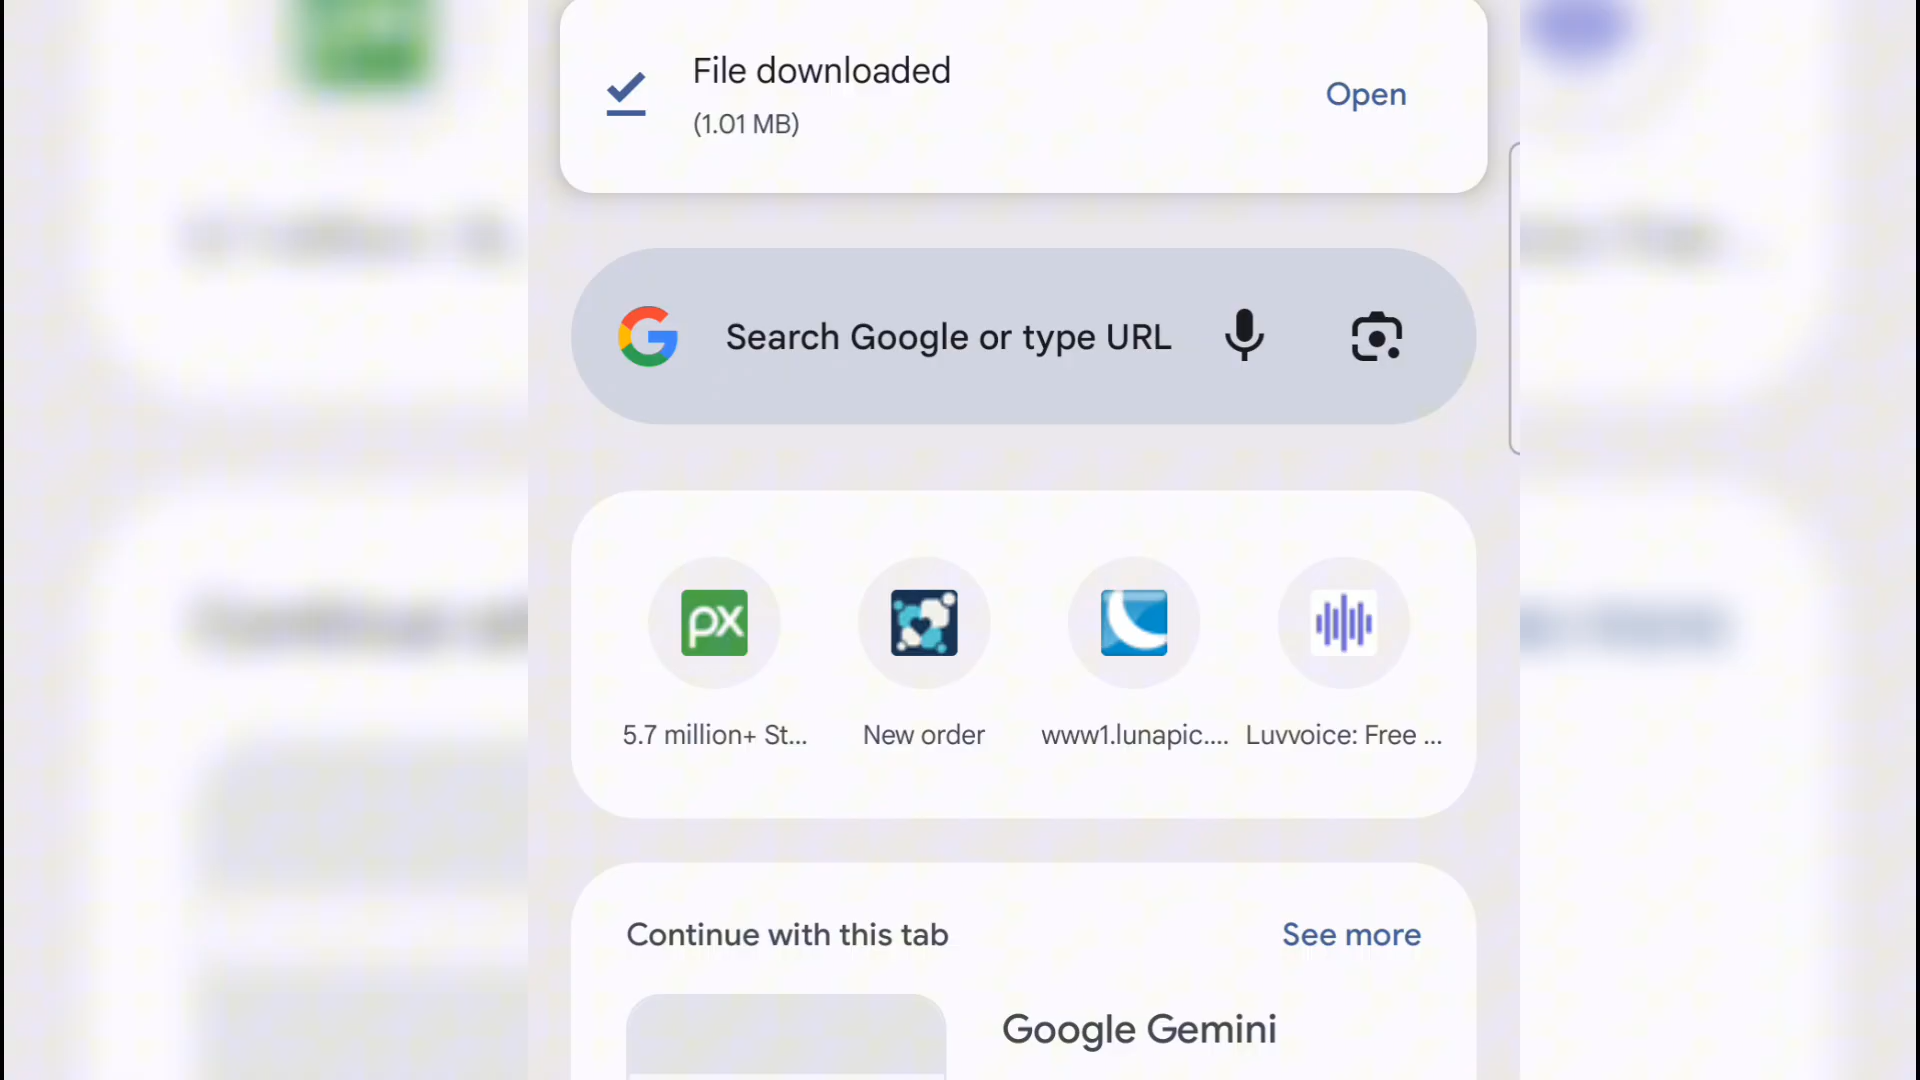 File downloaded
(1.01 MB)
Open
Search Google or type URL
px
5.7 million+ St...
New order
www1.lunapic....
Luvvoice: Free ...
Continue with this tab
See more
Google Gemini